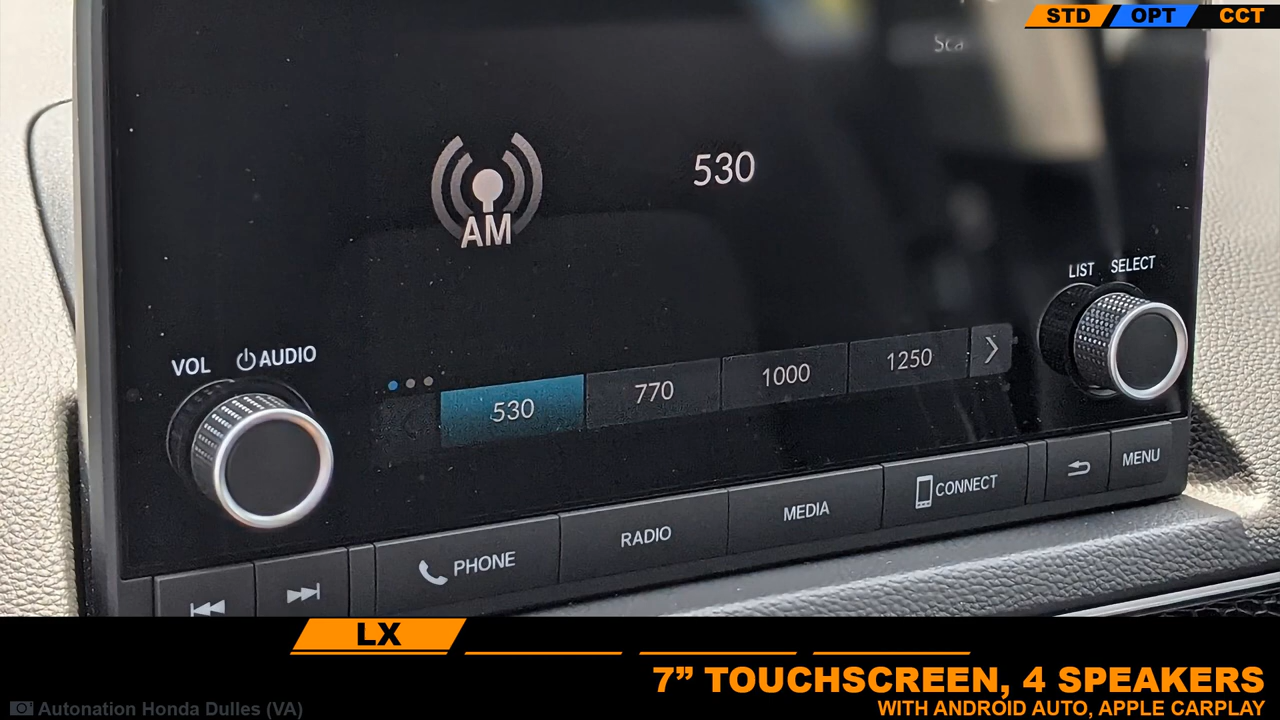 STD OPT CCT
530
AM
LIST SELECT
VOL AUDIO
530 770 1000 1250
PHONE RADIO MEDIA CONNECT MENU
LX
7” TOUCHSCREEN, 4 SPEAKERS
WITH ANDROID AUTO, APPLE CARPLAY
Autonation Honda Dulles (VA)